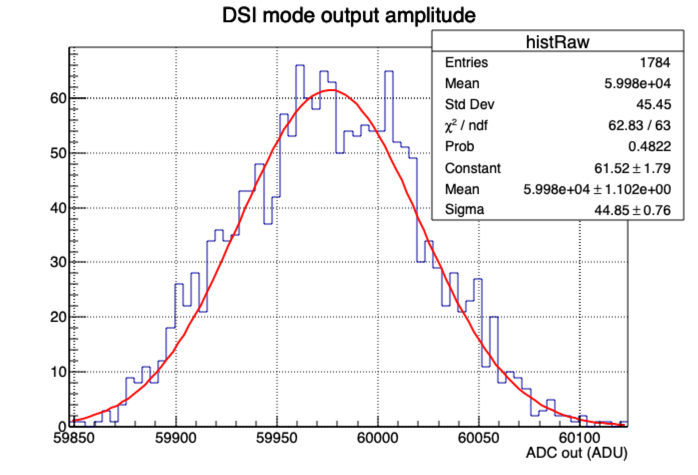 DSI mode output amplitude
histRaw
Entries 1784
Mean 5.998e+04
Std Dev 45.45
χ² / ndf 62.83 / 63
Prob 0.4822
Constant 61.52 ± 1.79
Mean 5.998e+04 ± 1.102e+00
Sigma 44.85 ± 0.76
60
50
40
30
20
10
0
59850 59900 59950 60000 60050 60100
ADC out (ADU)